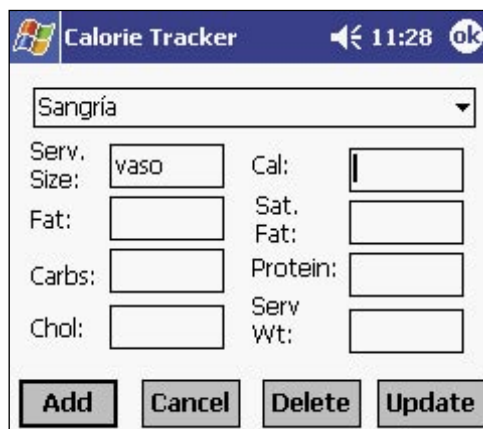 Calorie Tracker 11:28 ok
Sangría
Serv. Size: vaso Cal:
Fat: Sat. Fat:
Carbs: Protein:
Chol: Serv Wt:
Add Cancel Delete Update